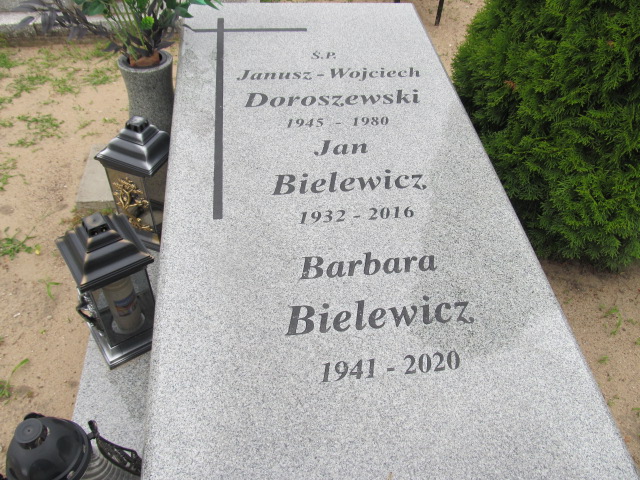 Ś.P.
Janusz-Wojciech
Doroszewski
1945 - 1980
Jan
Bielewicz
1932 - 2016
Barbara
Bielewicz
1941 - 2020